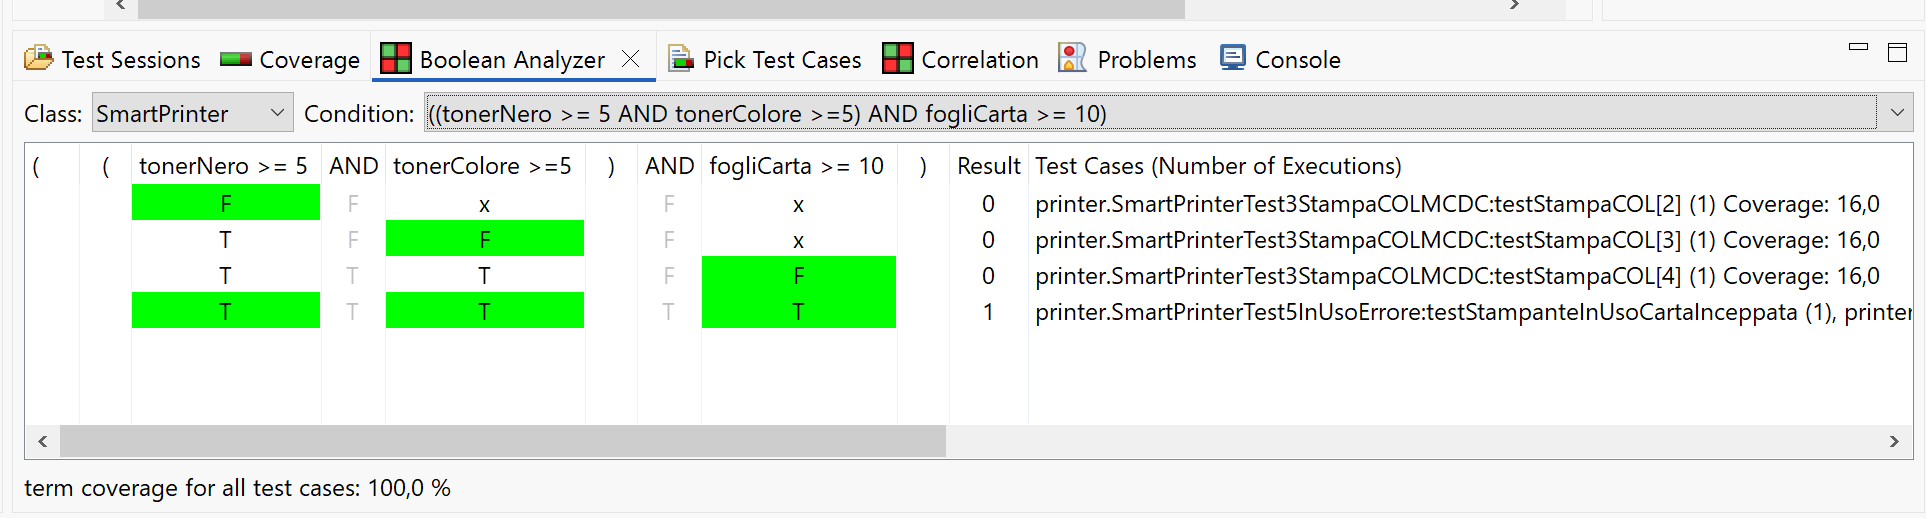 Test Sessions Coverage Boolean Analyzer Pick Test Cases Correlation Problems Console
Class: SmartPrinter Condition: ((tonerNero >= 5 AND tonerColore >=5) AND fogliCarta >= 10)
( ( tonerNero >= 5 AND tonerColore >=5 ) AND fogliCarta >= 10 ) Result Test Cases (Number of Executions)
F F x F x 0 printer.SmartPrinterTest3StampaCOLMCDC:testStampaCOL[2] (1) Coverage: 16,0
T F F F x 0 printer.SmartPrinterTest3StampaCOLMCDC:testStampaCOL[3] (1) Coverage: 16,0
T T T F F 0 printer.SmartPrinterTest3StampaCOLMCDC:testStampaCOL[4] (1) Coverage: 16,0
T T T T T 1 printer.SmartPrinterTest5InUsoErrore:testStampanteInUsoCartaInceppata (1), printer
term coverage for all test cases: 100,0 %